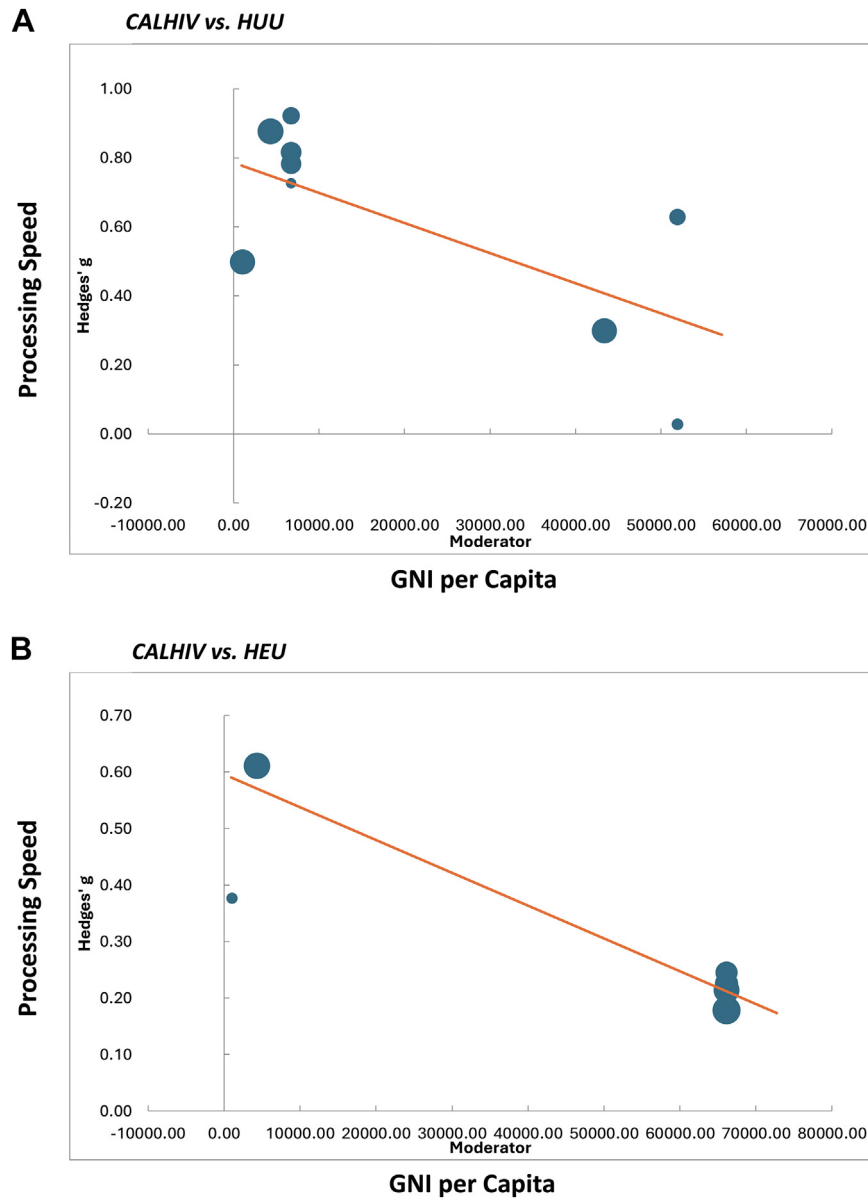 A
CALHIV vs. HUU
1.00
0.80
0.60
0.40
0.20
0.00
-0.20
Hedges' g
Processing Speed
-10000.00 0.00 10000.00 20000.00 30000.00 40000.00 50000.00 60000.00 70000.00
Moderator
GNI per Capita
B
CALHIV vs. HEU
0.70
0.60
0.50
0.40
0.30
0.20
0.10
0.00
Hedges' g
Processing Speed
-10000.00 0.00 10000.00 20000.00 30000.00 40000.00 50000.00 60000.00 70000.00 80000.00
Moderator
GNI per Capita